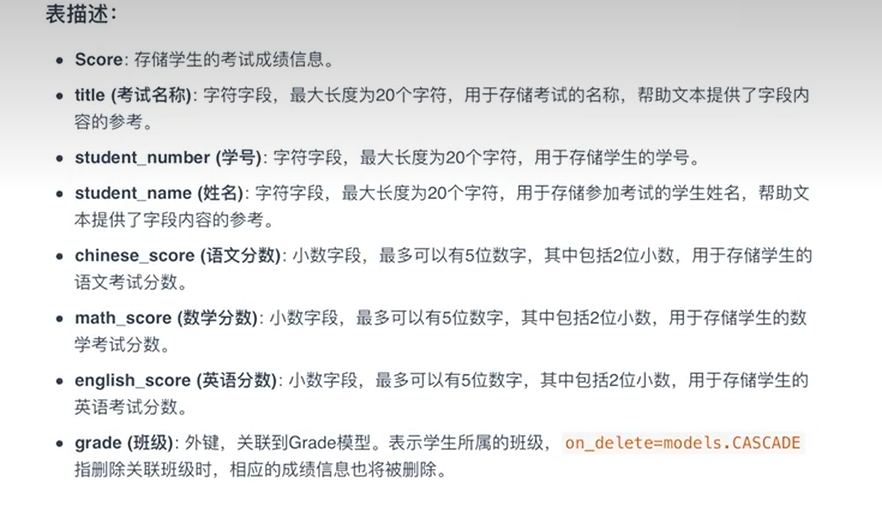 表描述：
Score: 存储学生的考试成绩信息。
title (考试名称): 字符字段，最大长度为20个字符，用于存储考试的名称，帮助文本提供了字段内
容的参考。
student_number (学号): 字符字段，最大长度为20个字符，用于存储学生的学号。
student_name (姓名): 字符字段，最大长度为20个字符，用于存储参加考试的学生姓名，帮助文
本提供了字段内容的参考。
chinese_score (语文分数): 小数字段，最多可以有5位数字，其中包括2位小数，用于存储学生的
语文考试分数。
math_score (数学分数): 小数字段，最多可以有5位数字，其中包括2位小数，用于存储学生的数
学考试分数。
english_score (英语分数): 小数字段，最多可以有5位数字，其中包括2位小数，用于存储学生的
英语考试分数。
grade (班级): 外键，关联到Grade模型。表示学生所属的班级， on_delete=models.CASCADE
指删除关联班级时，相应的成绩信息也将被删除。